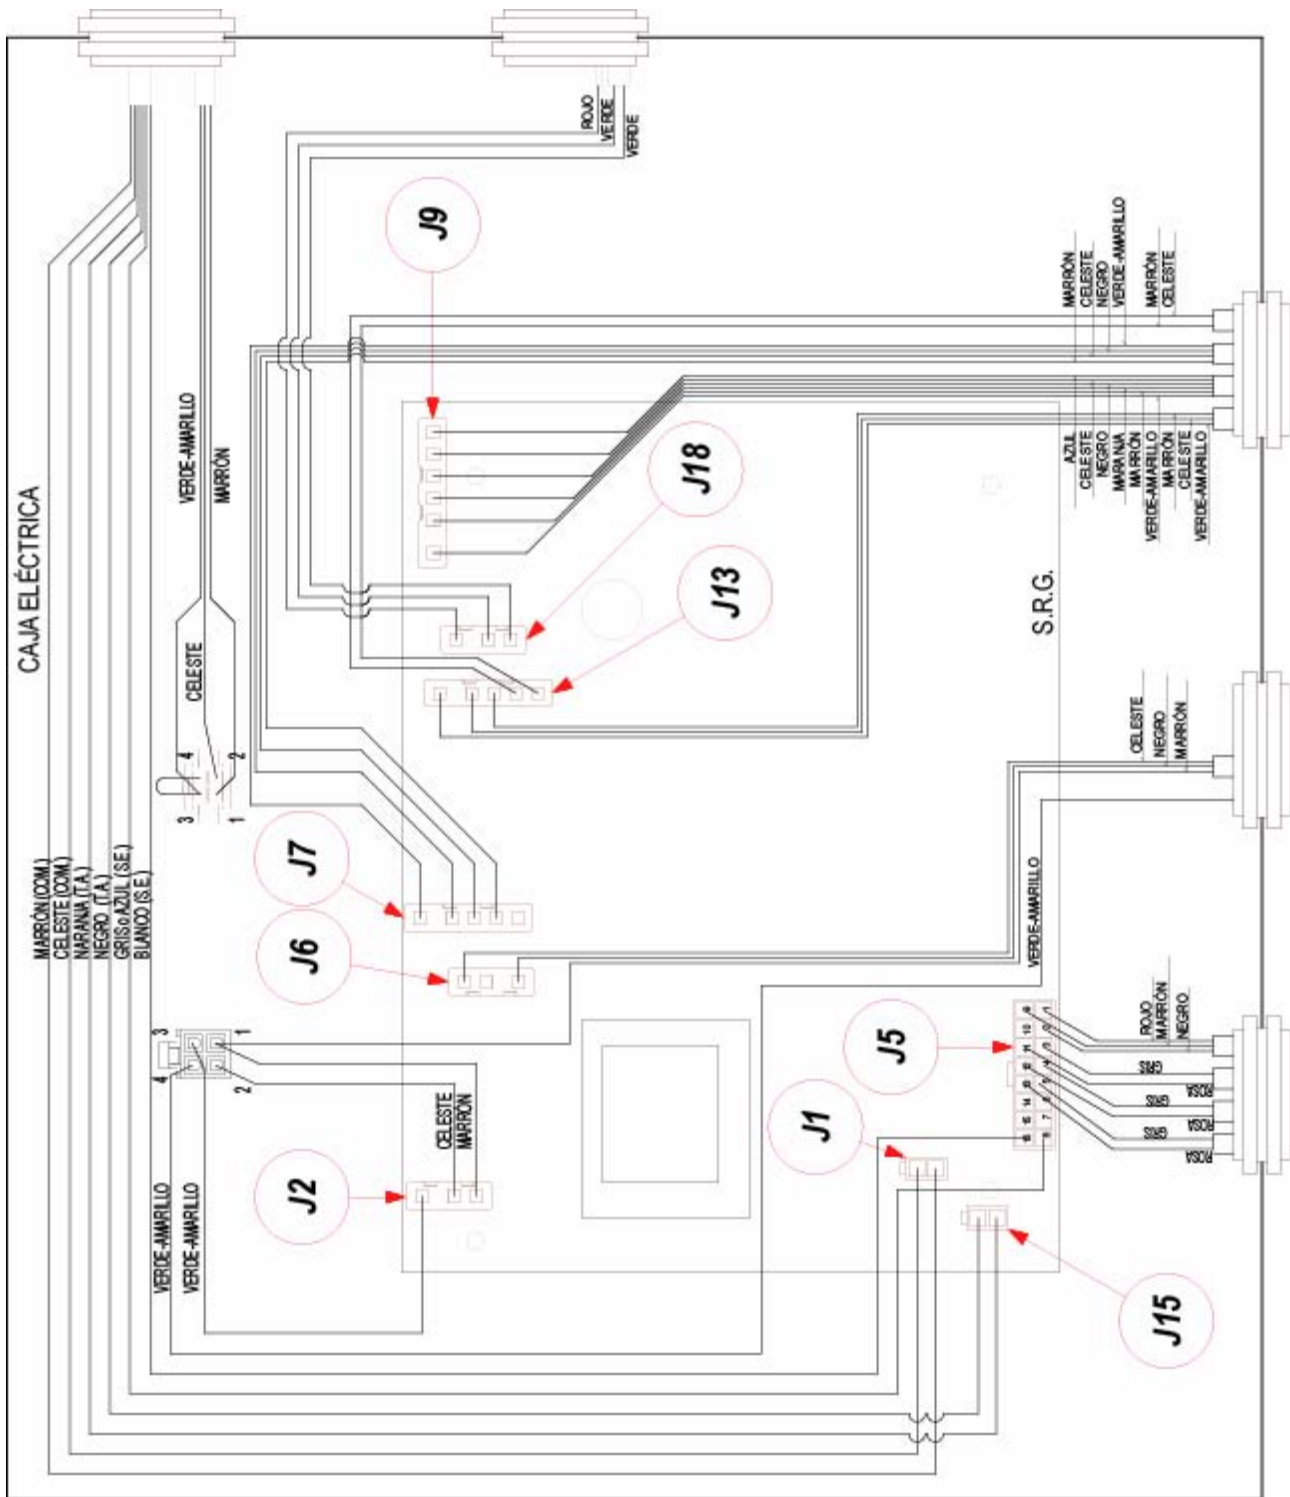 CAJA ELÉCTRICA
MARRÓN (COM.)
CELESTE (COM.)
NARANJA (T.A.)
NEGRO (T.A.)
GRIS o AZUL (S.E.)
BLANCO (S.E.)
VERDE-AMARILLO
MARRÓN
CELESTE
3
4
1
2
ROJO
VERDE
VERDE
J9
J18
J13
J7
J6
J2
J1
J5
J15
S.R.G.
3
4
1
2
VERDE-AMARILLO
VERDE-AMARILLO
CELESTE
MARRÓN
MARRÓN
CELESTE
NEGRO
VERDE-AMARILLO
MARRÓN
CELESTE
AZUL
CELESTE
NEGRO
MARANJA
MARRÓN
VERDE-AMARILLO
MARRÓN
CELESTE
VERDE-AMARILLO
CELESTE
NEGRO
MARRÓN
VERDE-AMARILLO
ROJO
MARRÓN
NEGRO
GRIS
ROSA
GRIS
ROSA
GRIS
ROSA